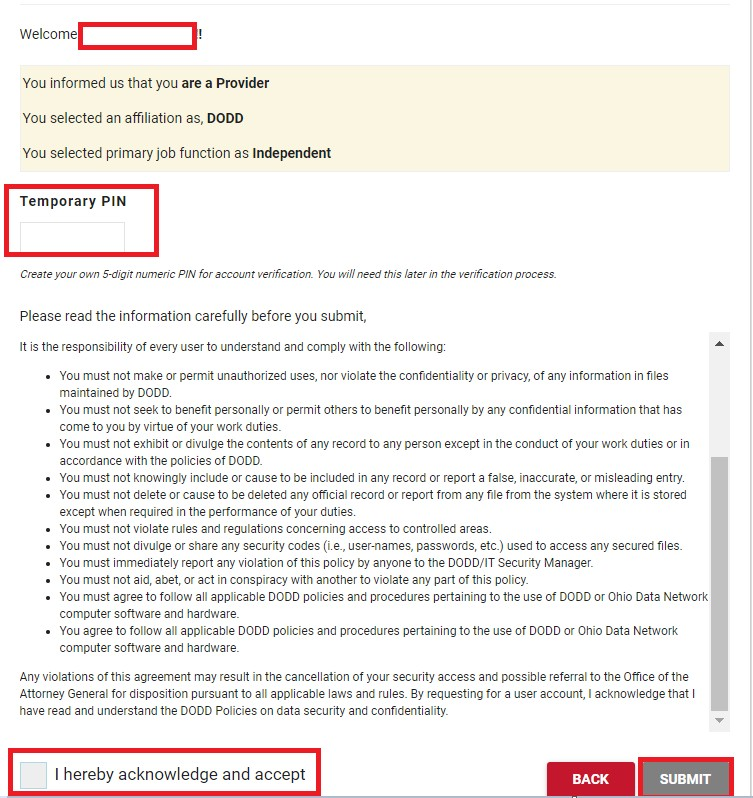 Welcome !
You informed us that you are a Provider
You selected an affiliation as, DODD
You selected primary job function as Independent
Temporary PIN
Create your own 5-digit numeric PIN for account verification. You will need this later in the verification process.
Please read the information carefully before you submit,
It is the responsibility of every user to understand and comply with the following:
• You must not make or permit unauthorized uses, nor violate the confidentiality or privacy, of any information in files
maintained by DODD.
• You must not seek to benefit personally or permit others to benefit personally by any confidential information that has
come to you by virtue of your work duties.
• You must not exhibit or divulge the contents of any record to any person except in the conduct of your work duties or in
accordance with the policies of DODD.
• You must not knowingly include or cause to be included in any record or report a false, inaccurate, or misleading entry.
• You must not delete or cause to be deleted any official record or report from any file from the system where it is stored
except when required in the performance of your duties.
• You must not violate rules and regulations concerning access to controlled areas.
• You must not divulge or share any security codes (i.e., user-names, passwords, etc.) used to access any secured files.
• You must immediately report any violation of this policy by anyone to the DODD/IT Security Manager.
• You must not aid, abet, or act in conspiracy with another to violate any part of this policy.
• You must agree to follow all applicable DODD policies and procedures pertaining to the use of DODD or Ohio Data Network
computer software and hardware.
• You agree to follow all applicable DODD policies and procedures pertaining to the use of DODD or Ohio Data Network
computer software and hardware.
Any violations of this agreement may result in the cancellation of your security access and possible referral to the Office of the
Attorney General for disposition pursuant to all applicable laws and rules. By requesting for a user account, I acknowledge that I
have read and understand the DODD Policies on data security and confidentiality.
I hereby acknowledge and accept
BACK
SUBMIT